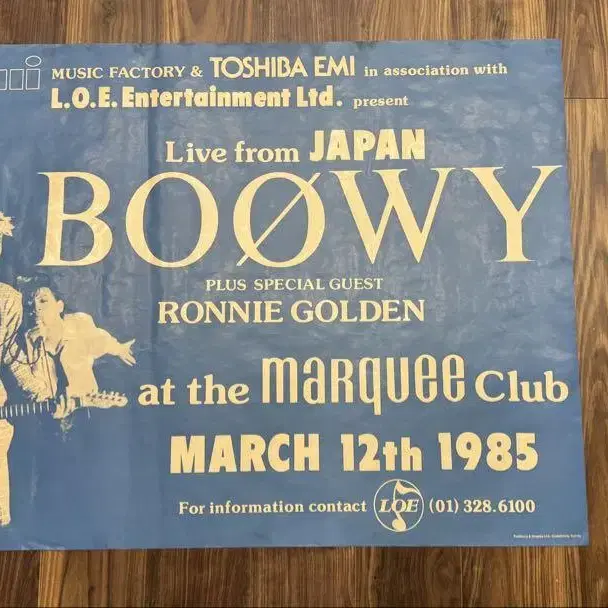 MUSIC FACTORY & TOSHIBA EMI in association with
L.O.E. Entertainment Ltd. present
Live from JAPAN
BOØWY
PLUS SPECIAL GUEST
RONNIE GOLDEN
at the marquee Club
MARCH 12th 1985
For information contact LOE (01) 328.6100